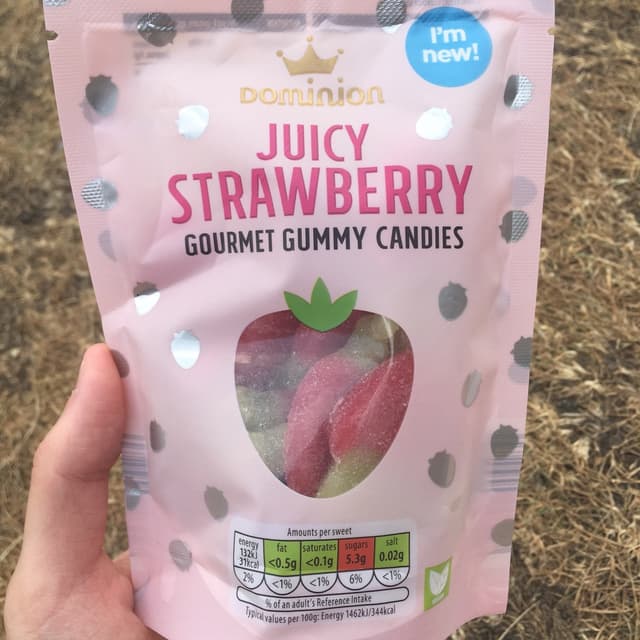 I'm
new!
DOMINION
JUICY
STRAWBERRY
GOURMET GUMMY CANDIES
Amounts per sweet
energy
132kJ
31kcal
2%
fat
<0.5g
<1%
saturates
<0.1g
<1%
sugars
5.3g
6%
salt
0.02g
<1%
% of an adult's Reference Intake
Typical values per 100g: Energy 1462kJ/344kcal